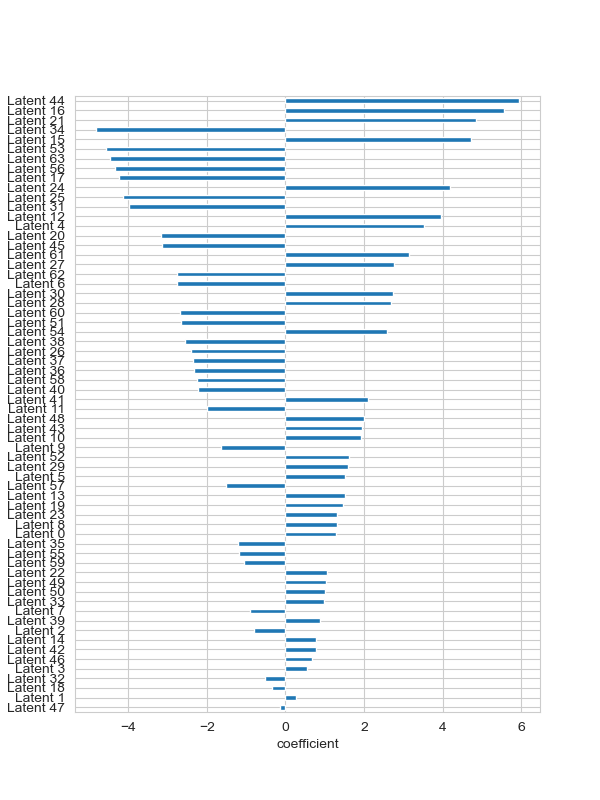 Latent 44
Latent 16
Latent 21
Latent 34
Latent 15
Latent 53
Latent 63
Latent 56
Latent 17
Latent 24
Latent 25
Latent 31
Latent 12
Latent 4
Latent 20
Latent 45
Latent 61
Latent 27
Latent 62
Latent 6
Latent 30
Latent 28
Latent 60
Latent 51
Latent 54
Latent 38
Latent 26
Latent 37
Latent 36
Latent 58
Latent 40
Latent 41
Latent 11
Latent 48
Latent 43
Latent 10
Latent 9
Latent 52
Latent 29
Latent 5
Latent 57
Latent 13
Latent 19
Latent 23
Latent 8
Latent 0
Latent 35
Latent 55
Latent 59
Latent 22
Latent 49
Latent 50
Latent 33
Latent 7
Latent 39
Latent 2
Latent 14
Latent 42
Latent 46
Latent 3
Latent 32
Latent 18
Latent 1
Latent 47
−4 −2 0 2 4 6
coefficient